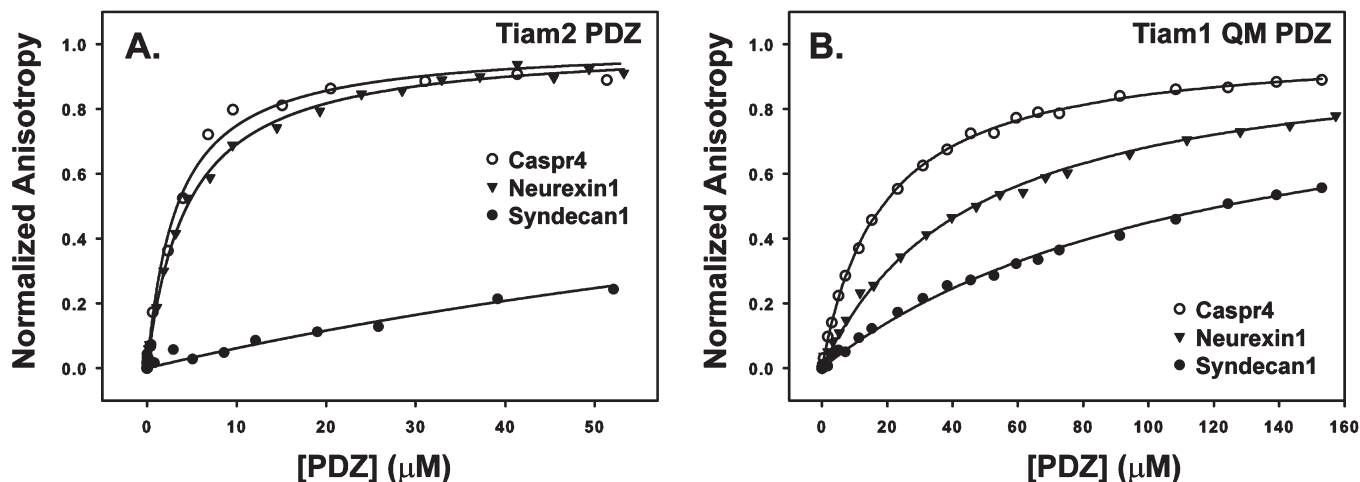 A.
Tiam2 PDZ
Normalized Anisotropy
1.0
0.8
0.6
0.4
0.2
0.0
Caspr4
Neurexin1
Syndecan1
0 10 20 30 40 50
[PDZ] (μM)
B.
Tiam1 QM PDZ
Normalized Anisotropy
1.0
0.8
0.6
0.4
0.2
0.0
Caspr4
Neurexin1
Syndecan1
0 20 40 60 80 100 120 140 160
[PDZ] (μM)